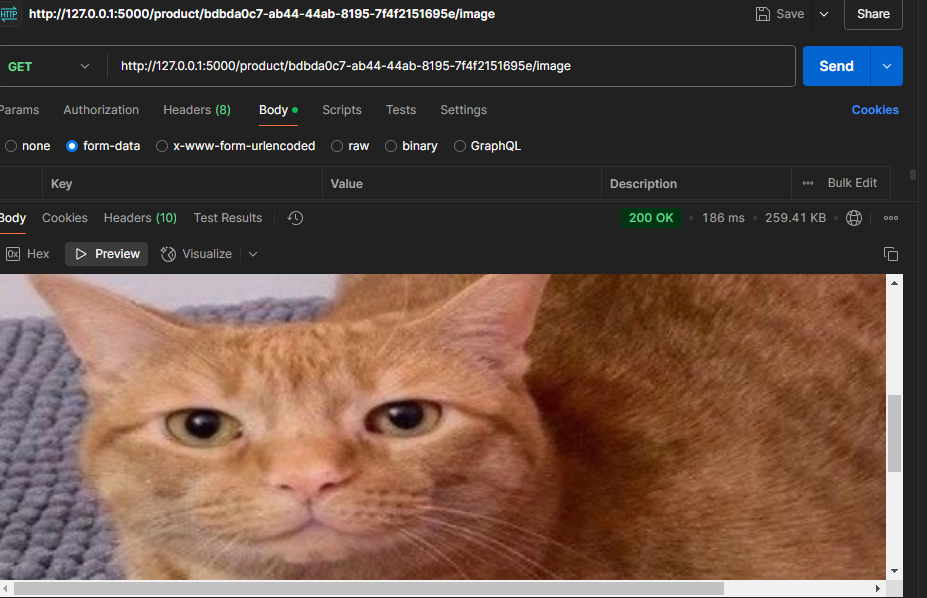 HTTP http://127.0.0.1:5000/product/bdbda0c7-ab44-44ab-8195-7f4f2151695e/image Save Share
GET http://127.0.0.1:5000/product/bdbda0c7-ab44-44ab-8195-7f4f2151695e/image Send
Params Authorization Headers (8) Body Scripts Tests Settings Cookies
none form-data x-www-form-urlencoded raw binary GraphQL
Key Value Description Bulk Edit
Body Cookies Headers (10) Test Results 200 OK 186 ms 259.41 KB
0x Hex Preview Visualize